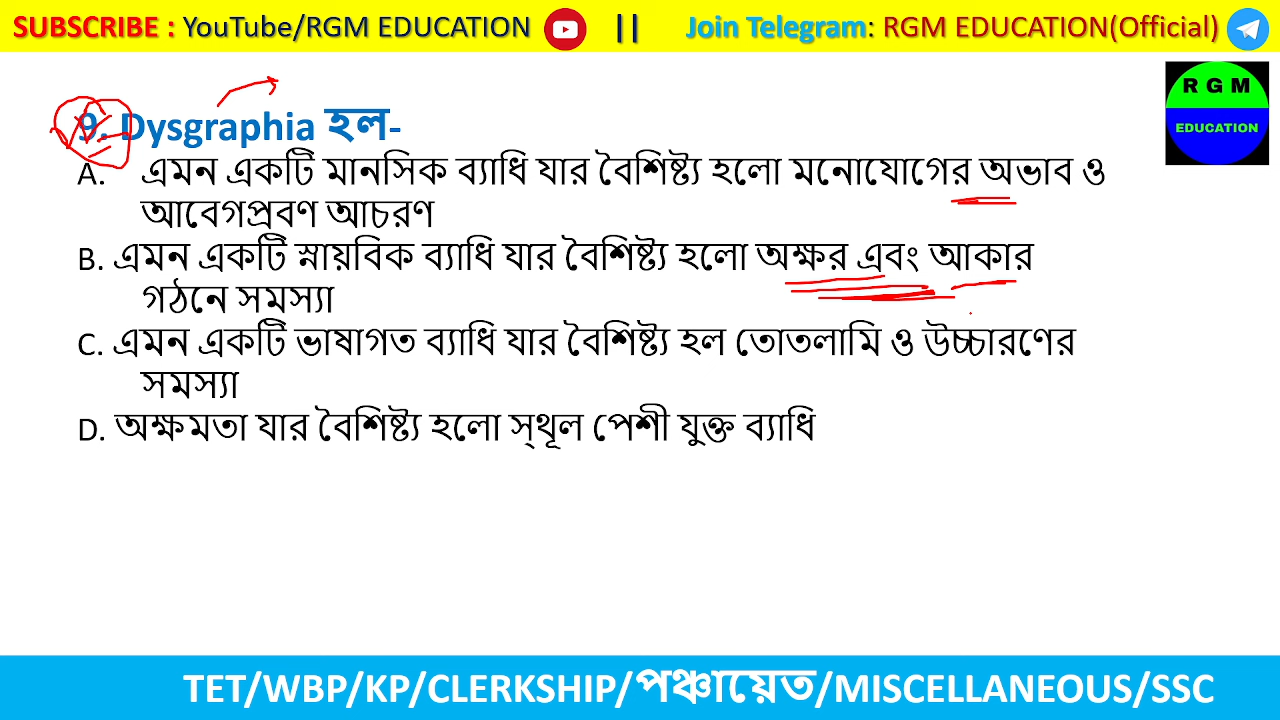 SUBSCRIBE : YouTube/RGM EDUCATION || Join Telegram: RGM EDUCATION(Official)
R G M
EDUCATION
9. Dysgraphia হল-
A. এমন একটি মানসিক ব্যাধি যার বৈশিষ্ট্য হলো মনোযোগের অভাব ও
আবেগপ্রবণ আচরণ
B. এমন একটি স্নায়বিক ব্যাধি যার বৈশিষ্ট্য হলো অক্ষর এবং আকার
গঠনে সমস্যা
C. এমন একটি ভাষাগত ব্যাধি যার বৈশিষ্ট্য হল তোতলামি ও উচ্চারণের
সমস্যা
D. অক্ষমতা যার বৈশিষ্ট্য হলো স্থূল পেশী যুক্ত ব্যাধি
TET/WBP/KP/CLERKSHIP/পঞ্চায়েত/MISCELLANEOUS/SSC